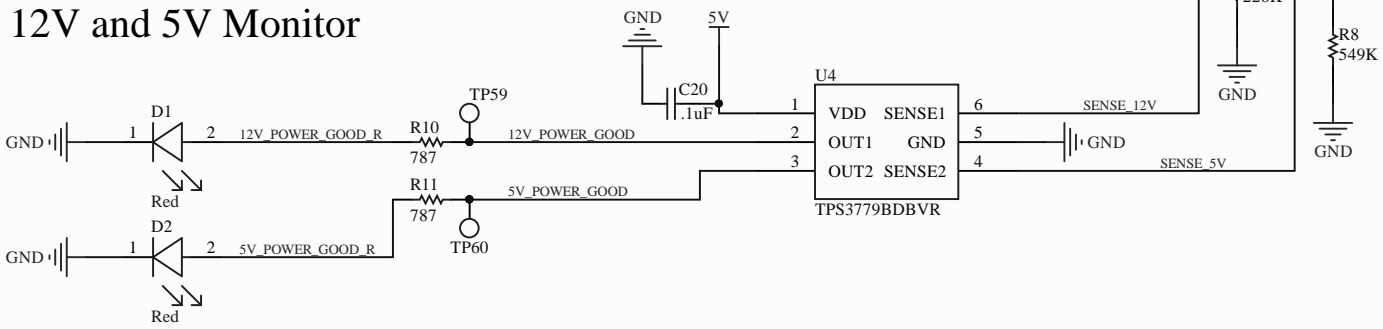 12V and 5V Monitor
GND
5V
R8
549K
GND
U4
C20
.1uF
1
VDD
SENSE1
6
SENSE_12V
TP59
D1
GND
1
2
12V_POWER_GOOD_R
R10
787
12V_POWER_GOOD
2
OUT1
GND
5
GND
3
OUT2
SENSE2
4
SENSE_5V
GND
Red
R11
787
5V_POWER_GOOD
TPS3779BDBVR
D2
GND
1
2
5V_POWER_GOOD_R
TP60
Red